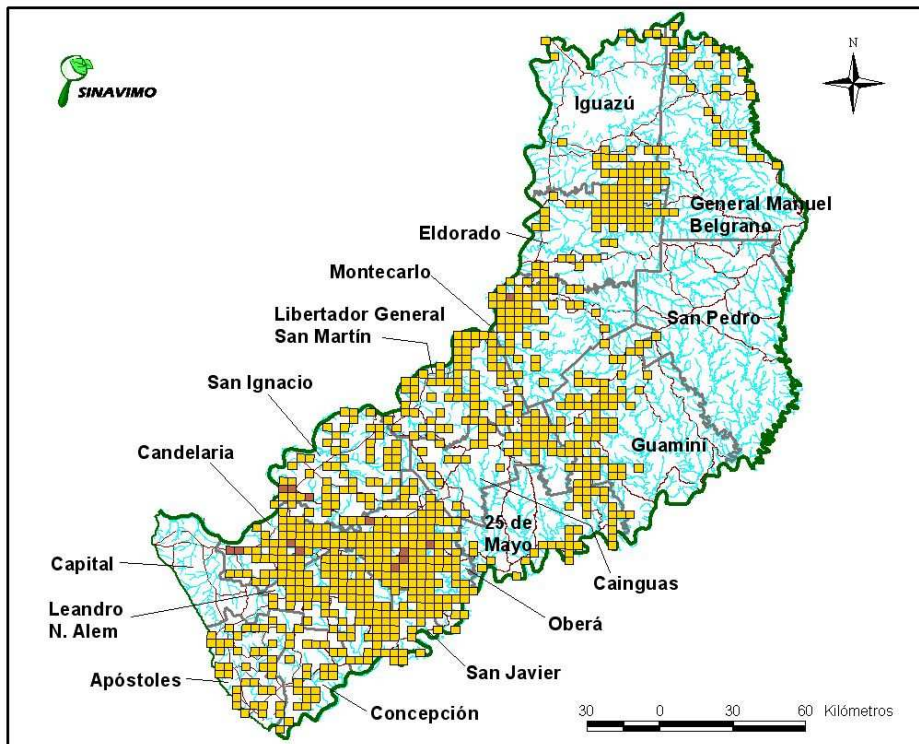 SINAVIMO
N
Iguazú
General Manuel
Belgrano
Eldorado
Montecarlo
Libertador General
San Martín
San Pedro
San Ignacio
Candelaria
Guamini
25 de
Mayo
Capital
Cainguas
Leandro
N. Alem
Oberá
San Javier
Apóstoles
Concepción
30 0 30 60 Kilómetros